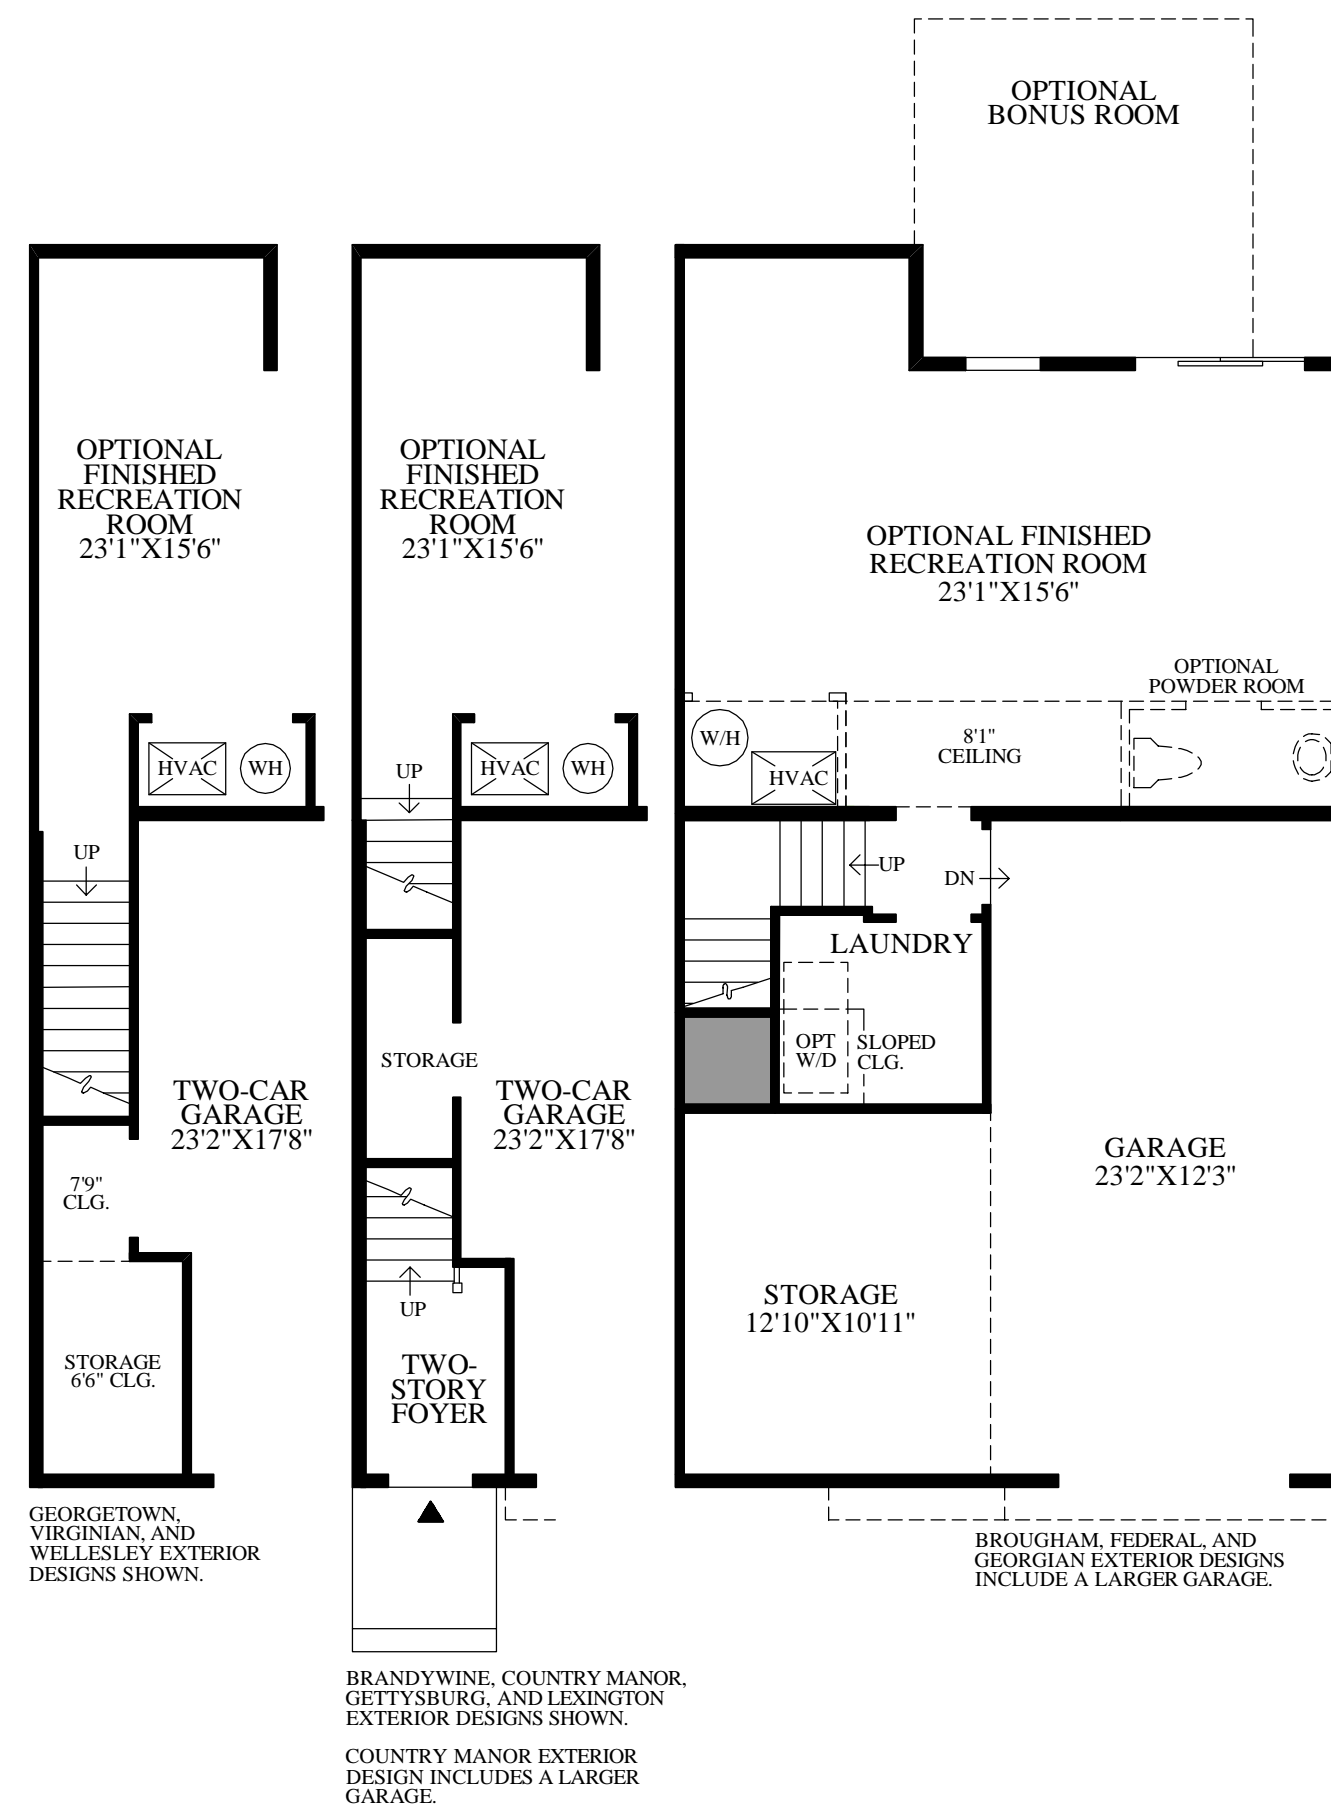 OPTIONAL
BONUS ROOM
OPTIONAL
FINISHED
RECREATION
ROOM
23'1"X15'6"
HVAC
WH
UP
TWO-CAR
GARAGE
23'2"X17'8"
7'9"
CLG.
STORAGE
6'6" CLG.
GEORGETOWN,
VIRGINIAN, AND
WELLESLEY EXTERIOR
DESIGNS SHOWN.
OPTIONAL
FINISHED
RECREATION
ROOM
23'1"X15'6"
UP
HVAC
WH
STORAGE
TWO-CAR
GARAGE
23'2"X17'8"
UP
TWO-
STORY
FOYER
BRANDYWINE, COUNTRY MANOR,
GETTYSBURG, AND LEXINGTON
EXTERIOR DESIGNS SHOWN.
COUNTRY MANOR EXTERIOR
DESIGN INCLUDES A LARGER
GARAGE.
OPTIONAL FINISHED
RECREATION ROOM
23'1"X15'6"
OPTIONAL
POWDER ROOM
W/H
HVAC
8'1"
CEILING
UP
DN
LAUNDRY
OPT
W/D
SLOPED
CLG.
GARAGE
23'2"X12'3"
STORAGE
12'10"X10'11"
BROUGHAM, FEDERAL, AND
GEORGIAN EXTERIOR DESIGNS
INCLUDE A LARGER GARAGE.